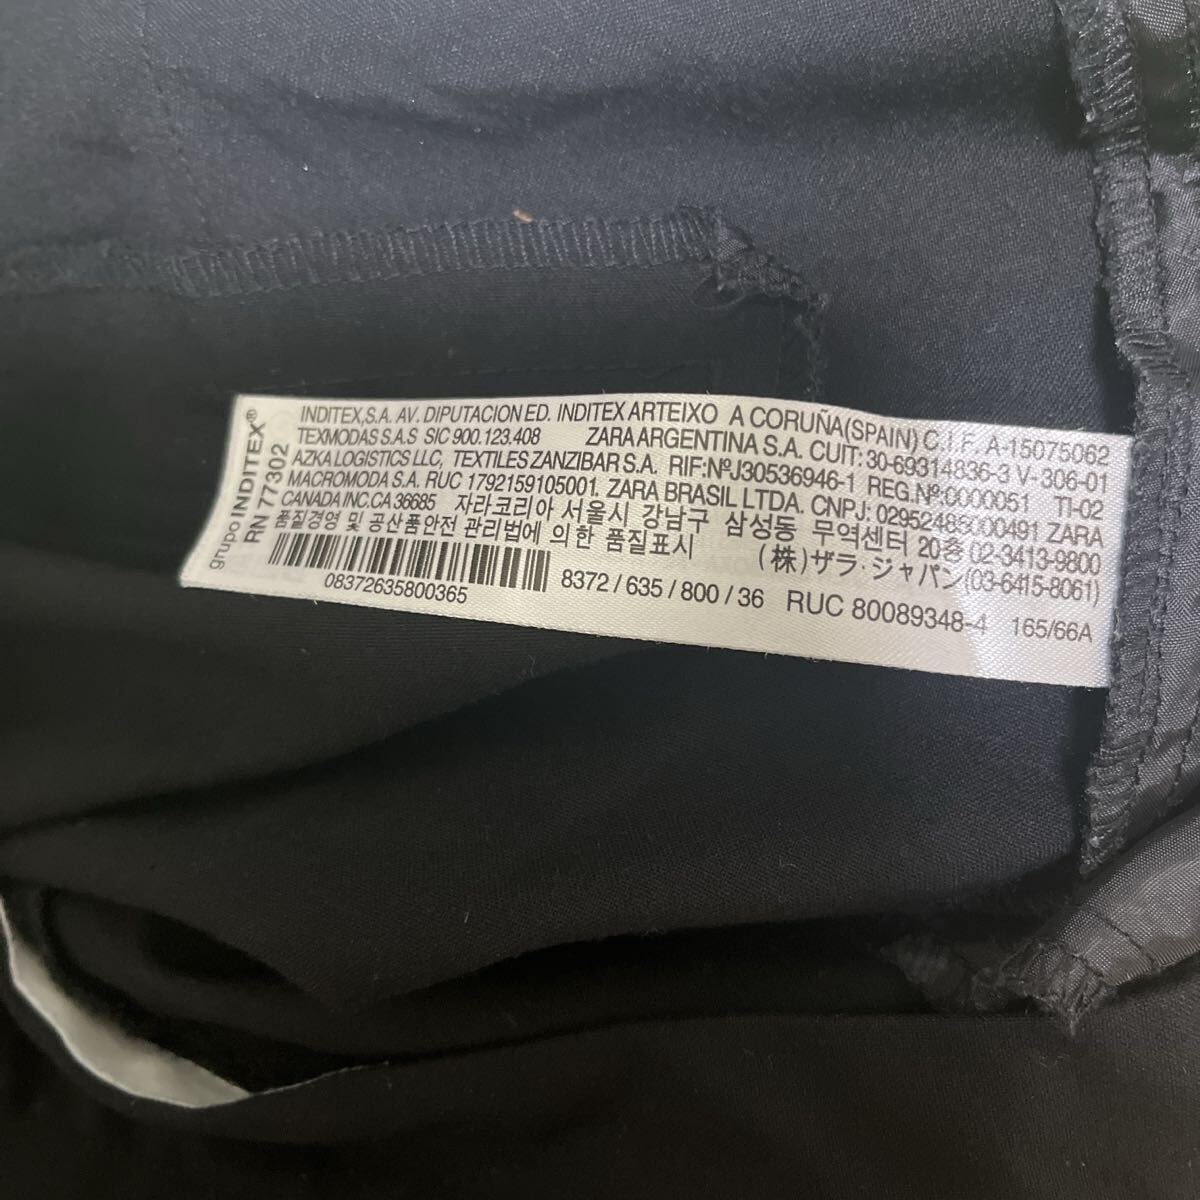 grupo INDITEX®
RN 77302
INDITEX,S.A. AV. DIPUTACION ED. INDITEX ARTEIXO A CORUÑA(SPAIN) C.I.F. A-15075062
TEXMODAS S.A.S SIC 900.123.408 ZARA ARGENTINA S.A. CUIT: 30-69314836-3 V-306-01
AZKA LOGISTICS LLC, TEXTILES ZANZIBAR S.A. RIF:NºJ30536946-1 REG.Nº:0000051 TI-02
MACROMODA S.A. RUC 1792159105001. ZARA BRASIL LTDA. CNPJ: 02952485000491 ZARA
CANADA INC.CA 36685 자라코리아 서울시 강남구 삼성동 무역센터 20층 02-3413-9800
품질경영 및 공산품안전 관리법에 의한 품질표시 (株)ザラ・ジャパン(03-6415-8061)
08372635800365
8372 / 635 / 800 / 36 RUC 80089348-4 165/66A